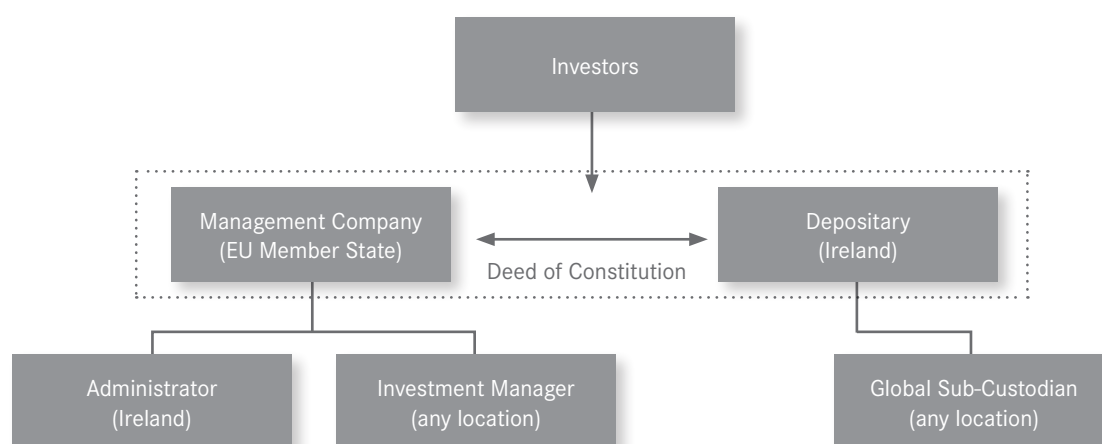 Investors
Management Company
(EU Member State)
Deed of Constitution
Depositary
(Ireland)
Administrator
(Ireland)
Investment Manager
(any location)
Global Sub-Custodian
(any location)